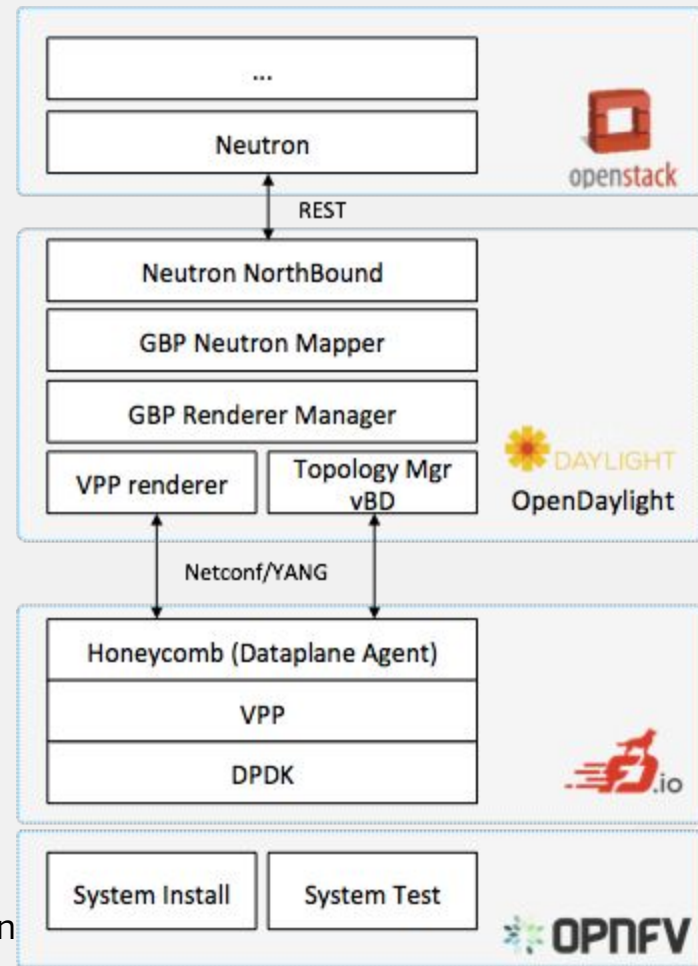 ...
Neutron
openstack
REST
Neutron NorthBound
GBP Neutron Mapper
GBP Renderer Manager
VPP renderer
Topology Mgr
vBD
DAYLIGHT
OpenDaylight
Netconf/YANG
Honeycomb (Dataplane Agent)
VPP
DPDK
.io
System Install
System Test
n
OPNFV